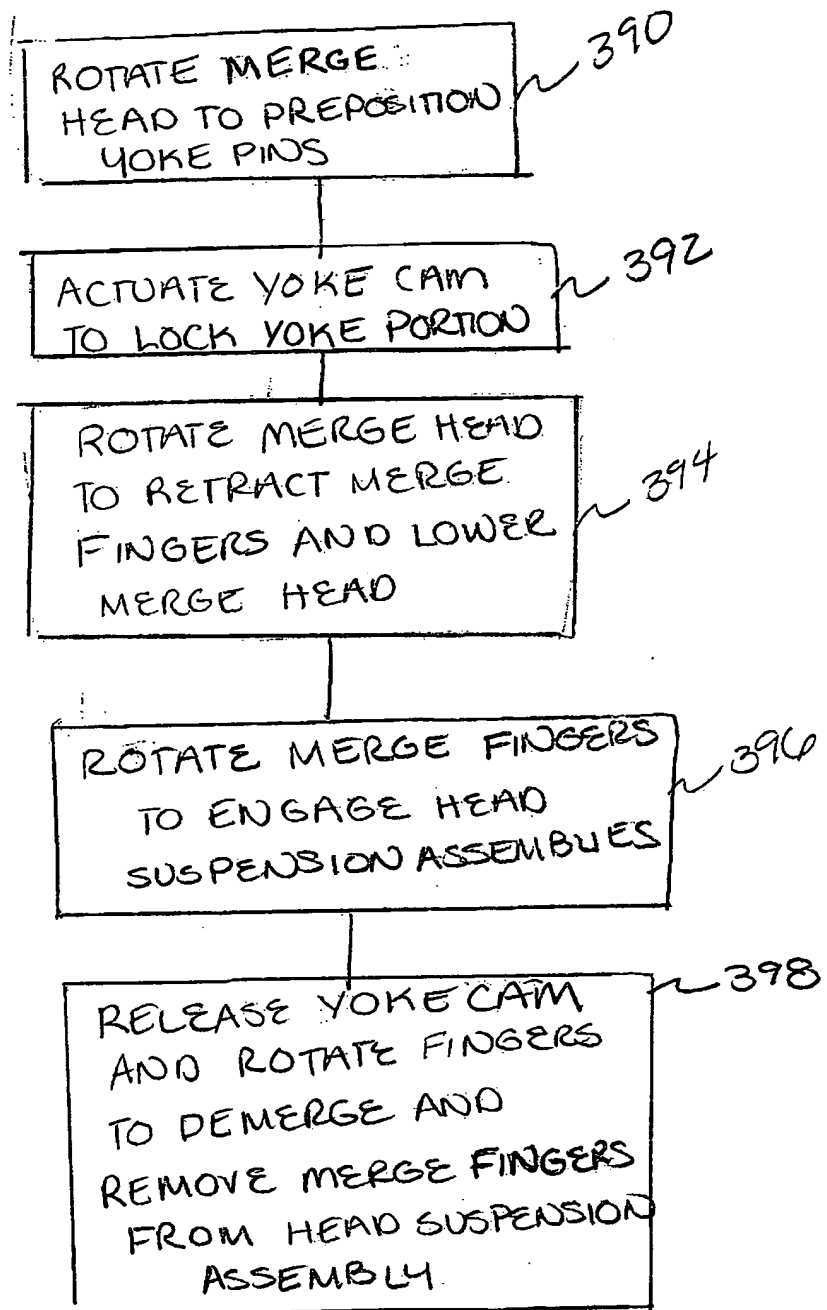 ROTATE MERGE
HEAD TO PREPOSITION
YOKE PINS
390
ACTUATE YOKE CAM
TO LOCK YOKE PORTION
392
ROTATE MERGE HEAD
TO RETRACT MERGE
FINGERS AND LOWER
MERGE HEAD
394
ROTATE MERGE FINGERS
TO ENGAGE HEAD
SUSPENSION ASSEMBLIES
396
RELEASE YOKE CAM
AND ROTATE FINGERS
TO DEMERGE AND
REMOVE MERGE FINGERS
FROM HEAD SUSPENSION
ASSEMBLY
398